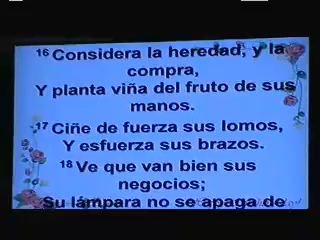 16 Considera la heredad, y la
compra,
Y planta viña del fruto de sus
manos.
17 Ciñe de fuerza sus lomos,
Y esfuerza sus brazos.
18 Ve que van bien sus
negocios;
Su lámpara no se apaga de